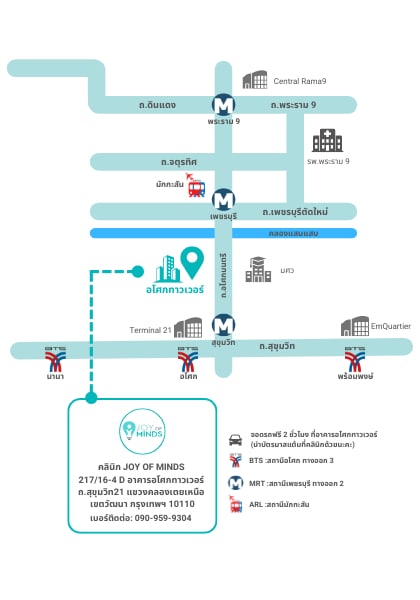 Central Rama9
ถ.ดินแดง
ถ.พระราม 9
พระราม 9
ถ.จตุรทิศ
รพ.พระราม 9
มักกะสัน
เพชรบุรี
ถ.เพชรบุรีตัดใหม่
คลองแสนแสบ
อโศกทาวเวอร์
ถ.อโศกมนตรี
มศว
Terminal 21
EmQuartier
สุขุมวิท
ถ.สุขุมวิท
BTS
นานา
BTS
อโศก
BTS
พร้อมพงษ์
JOY OF
MINDS
คลินิก JOY OF MINDS
217/16-4 D อาคารอโศกทาวเวอร์
ถ.สุขุมวิท21 แขวงคลองเตยเหนือ
เขตวัฒนา กรุงเทพฯ 10110
เบอร์ติดต่อ: 090-959-9304
จอดรถฟรี 2 ชั่วโมง ที่อาคารอโศกทาวเวอร์
(นำบัตรมาสแต้มที่คลินิกด้วยนะคะ)
BTS :สถานีอโศก ทางออก 3
MRT :สถานีเพชรบุรี ทางออก 2
ARL :สถานีมักกะสัน